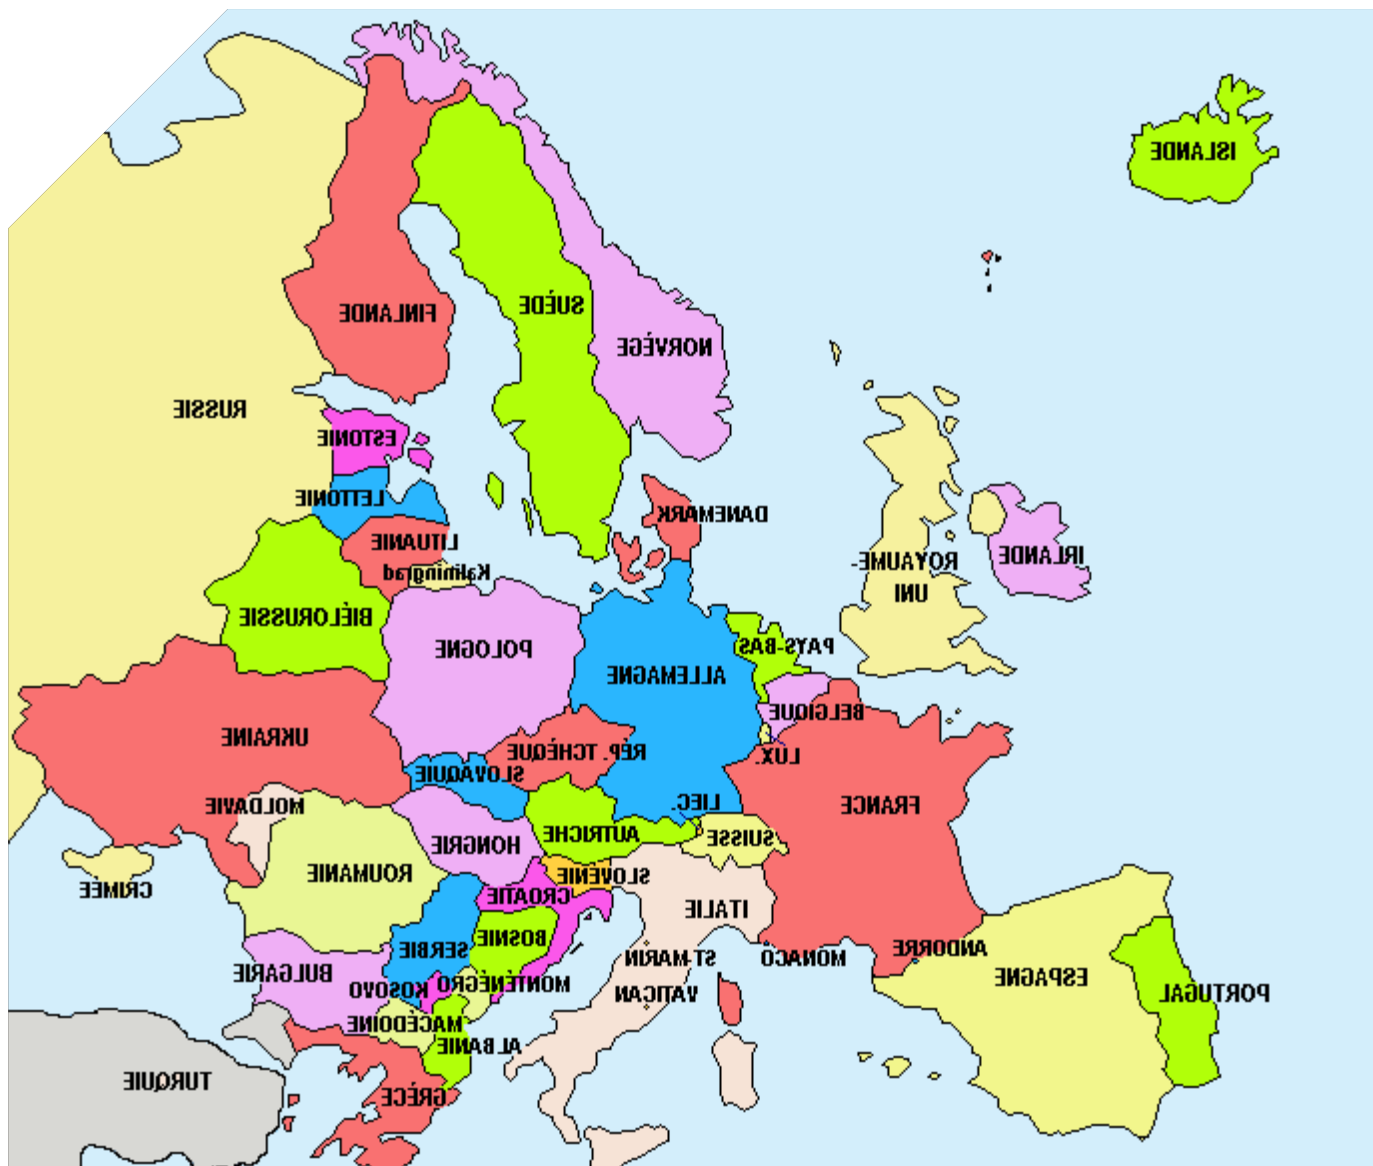 ISLANDE
FINLANDE
SUÈDE
NORVÈGE
RUSSIE
ESTONIE
LETTONIE
DANEMARK
LITUANIE
Kaliningrad
IRLANDE
ROYAUME-
UNI
BIÉLORUSSIE
POLOGNE
PAYS-BAS
ALLEMAGNE
BELGIQUE
UKRAINE
RÉP. TCHÈQUE
LUX.
SLOVAQUIE
LIEC.
FRANCE
MOLDAVIE
AUTRICHE
SUISSE
HONGRIE
ROUMANIE
SLOVÉNIE
CRIMÉE
CROATIE
ITALIE
BOSNIE
SERBIE
ANDORRE
ST-MARIN
MONACO
BULGARIE
ESPAGNE
MONTÉNÉGRO
KOSOVO
VATICAN
PORTUGAL
MACÉDOINE
ALBANIE
TURQUIE
GRÈCE